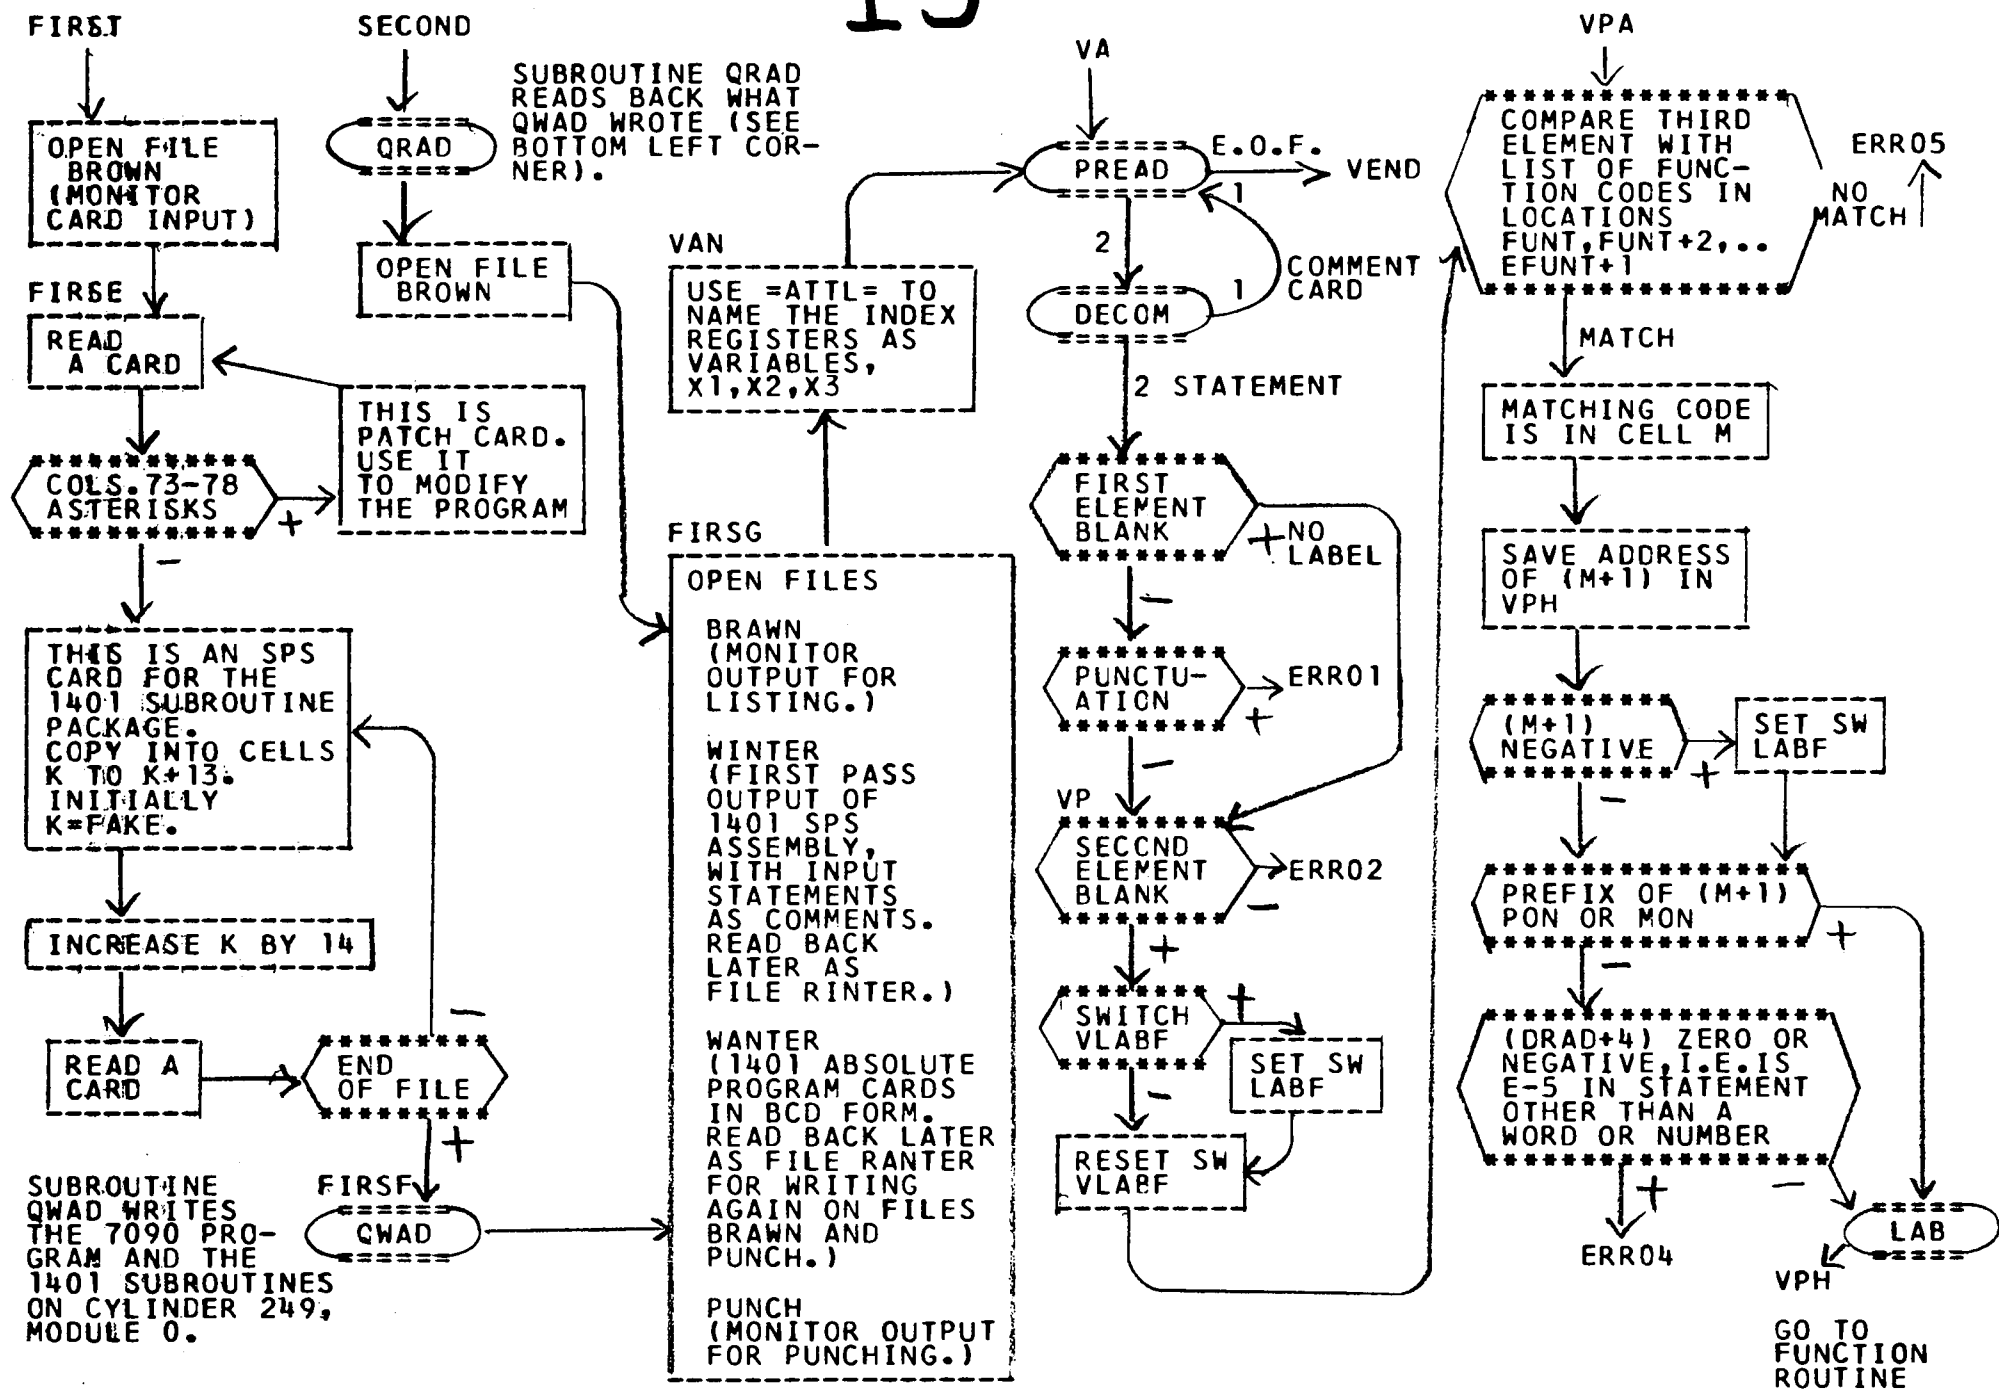 15
FIRST
OPEN FILE
BROWN
(MONITOR
CARD INPUT)
FIRSE
READ
A CARD
COLS.73-78
ASTERISKS
+
-
THIS IS
PATCH CARD.
USE IT
TO MODIFY
THE PROGRAM
THIS IS AN SPS
CARD FOR THE
1401 SUBROUTINE
PACKAGE.
COPY INTO CELLS
K TO K+13.
INITIALLY
K=FAKE.
INCREASE K BY 14
READ A
CARD
END
OF FILE
-
+
SUBROUTINE
QWAD WRITES
THE 7090 PRO-
GRAM AND THE
1401 SUBROUTINES
ON CYLINDER 249,
MODULE 0.
FIRSF
QWAD
SECOND
QRAD
SUBROUTINE QRAD
READS BACK WHAT
QWAD WROTE (SEE
BOTTOM LEFT COR-
NER).
OPEN FILE
BROWN
VAN
USE =ATTL= TO
NAME THE INDEX
REGISTERS AS
VARIABLES,
X1,X2,X3
FIRSG
OPEN FILES
BRAWN
(MONITOR
OUTPUT FOR
LISTING.)
WINTER
(FIRST PASS
OUTPUT OF
1401 SPS
ASSEMBLY,
WITH INPUT
STATEMENTS
AS COMMENTS.
READ BACK
LATER AS
FILE RINTER.)
WANTER
(1401 ABSOLUTE
PROGRAM CARDS
IN BCD FORM.
READ BACK LATER
AS FILE RANTER
FOR WRITING
AGAIN ON FILES
BRAWN AND
PUNCH.)
PUNCH
(MONITOR OUTPUT
FOR PUNCHING.)
VA
PREAD
E.O.F.
VEND
1
2
COMMENT
CARD
1
DECOM
2 STATEMENT
FIRST
ELEMENT
BLANK
+ NO
LABEL
-
PUNCTU-
ATION
ERR01
+
-
VP
SECOND
ELEMENT
BLANK
ERR02
-
+
SWITCH
VLABF
+
-
SET SW
LABF
RESET SW
VLABF
VPA
COMPARE THIRD
ELEMENT WITH
LIST OF FUNC-
TION CODES IN
LOCATIONS
FUNT,FUNT+2,..
EFUNT+1
ERR05
NO
MATCH
MATCH
MATCHING CODE
IS IN CELL M
SAVE ADDRESS
OF (M+1) IN
VPH
(M+1)
NEGATIVE
+
-
SET SW
LABF
PREFIX OF (M+1)
PON OR MON
+
-
(DRAD+4) ZERO OR
NEGATIVE,I.E.IS
E-5 IN STATEMENT
OTHER THAN A
WORD OR NUMBER
+
-
ERR04
LAB
VPH
GO TO
FUNCTION
ROUTINE